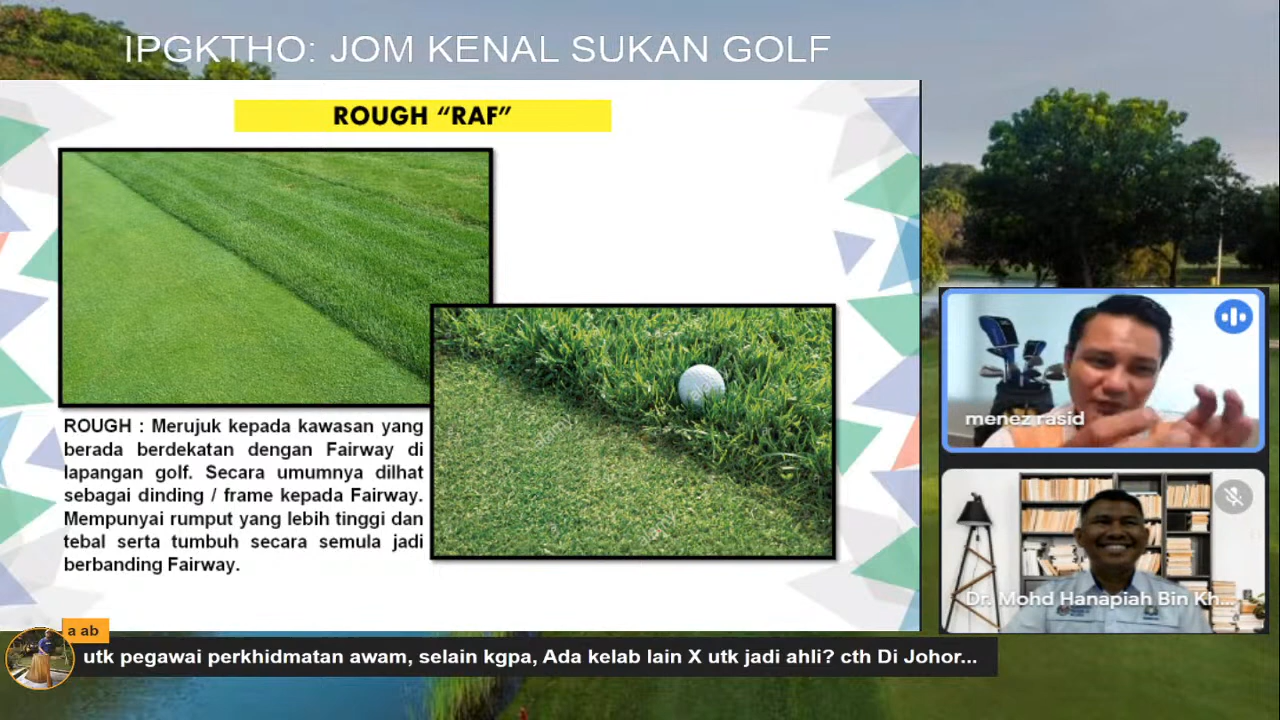 IPGKTHO: JOM KENAL SUKAN GOLF
ROUGH “RAF”
ROUGH : Merujuk kepada kawasan yang
berada berdekatan dengan Fairway di
lapangan golf. Secara umumnya dilhat
sebagai dinding / frame kepada Fairway.
Mempunyai rumput yang lebih tinggi dan
tebal serta tumbuh secara semula jadi
berbanding Fairway.
menez rasid
Dr. Mohd Hanapiah Bin Kh...
a ab
utk pegawai perkhidmatan awam, selain kgpa, Ada kelab lain X utk jadi ahli? cth Di Johor...